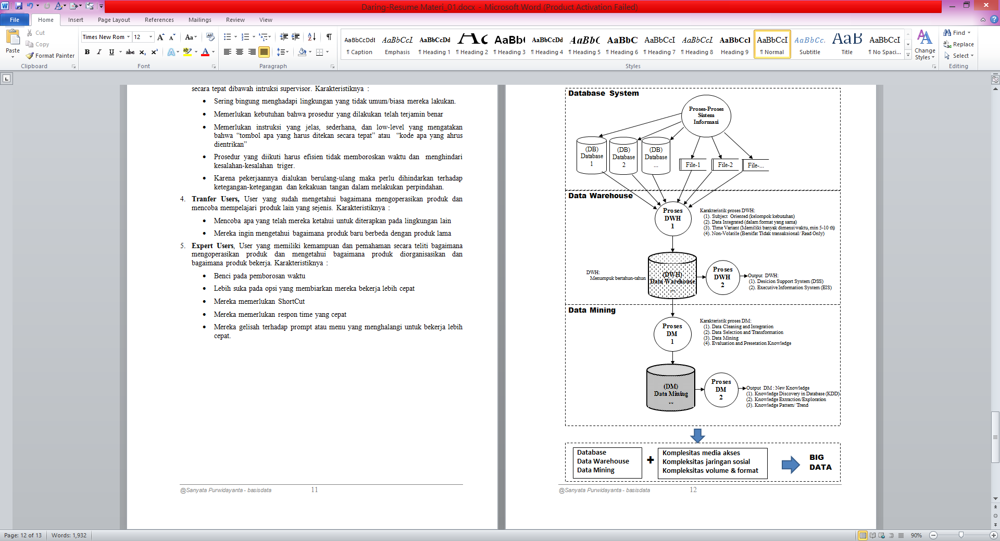 Daring-Resume Materi_01.docx - Microsoft Word (Product Activation Failed)
File Home Insert Page Layout References Mailings Review View
Paste
Cut
Copy
Format Painter
Clipboard
Times New Rom 12
Font
Paragraph
AaBbCcDdE AaBbCcL AaBbCcDd AaBbC AaBbCcDd AaBbC AaBbC AaBbCcI AaBbCcL AaBbCcI AaBbCcI AaBbCc. AaB AaBbCcI
¶ Caption Emphasis ¶ Heading 1 ¶ Heading 2 ¶ Heading 3 ¶ Heading 4 ¶ Heading 5 ¶ Heading 6 ¶ Heading 7 ¶ Heading 8 Heading 9 ¶ Normal Subtitle Title ¶ No Spaci...
Styles
Change
Styles
Find
Replace
Select
Editing
secara tepat dibawah intruksi supervisor. Karakteristiknya :
• Sering bingung menghadapi lingkungan yang tidak umum/biasa mereka lakukan.
• Memerlukan kebutuhan bahwa prosedur yang dilakukan telah terjamin benar
• Memerlukan instruksi yang jelas, sederhana, dan low-level yang mengatakan
bahwa “tombol apa yang harus ditekan secara tepat” atau “kode apa yang ahrus
dientrikan”
• Prosedur yang diikuti harus efisien tidak memboroskan waktu dan menghindari
kesalahan-kesalahan triger.
• Karena pekerjaannya dialukan berulang-ulang maka perlu dihindarkan terhadap
ketegangan-ketegangan dan kekakuan tangan dalam melakukan perpindahan.
4. Tranfer Users, User yang sudah mengetahui bagaimana mengoperasikan produk dan
mencoba mempelajari produk lain yang sejenis. Karakteristiknya :
• Mencoba apa yang telah mereka ketahui untuk diterapkan pada lingkungan lain
• Mereka ingin mengetahui bagaimana produk baru berbeda dengan produk lama
5. Expert Users, User yang memiliki kemampuan dan pemahaman secara teliti bagaimana
mengoperasikan produk dan mengetahui bagaimana produk diorganisasikan dan
bagaimana produk bekerja. Karakteristiknya :
• Benci pada pemborosan waktu
• Lebih suka pada opsi yang membiarkan mereka bekerja lebih cepat
• Mereka memerlukan ShortCut
• Mereka memerlukan respon time yang cepat
• Mereka gelisah terhadap prompt atau menu yang menghalangi untuk bekerja lebih
cepat.
@Sanyata Purwidayanta - basisdata 11
Database System
Proses-Proses
Sistem
Informasi
(DB)
Database
1
(DB)
Database
2
(DB)
Database
...
File-1
File-2
File-...
Data Warehouse
Proses
DWH
1
Karakteristik proses DWH:
(1). Subject Oriented (kelompok kebutuhan)
(2). Data Integrated (dalam format yang sama)
(3). Time Variant (Memiliki banyak dimensi waktu, min 5-10 th)
(4). Non-Volatile (Bersifat Tidak transaksional/ Read Only)
DWH:
Menumpuk bertahun-tahun
(DWH)
Data Warehouse
...
Proses
DWH
2
Output DWH:
(1). Desicion Support System (DSS)
(2). Executive Information System (EIS)
Data Mining
Proses
DM
1
Karakteristik proses DM:
(1). Data Cleaning and Integration
(2). Data Selection and Transformation
(3). Data Mining
(4). Evaluation and Presetation Knowledge
(DM)
Data Mining
...
Proses
DM
2
Output DM : New Knowledge
(1). Knowledge Discovery in Database (KDD)
(2). Knowledge Extraction/Exploration
(3). Knowledge Pattern/ Trend
Database
Data Warehouse
Data Mining
+
Komplesitas media akses
Kompleksitas jaringan sosial
Kompleksitas volume & format
BIG
DATA
@Sanyata Purwidayanta - basisdata 12
Page: 12 of 13 Words: 1,932 90%